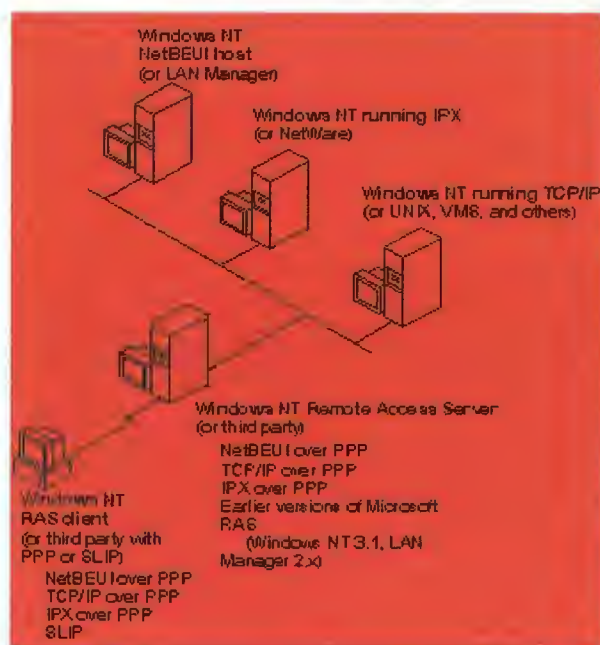 Windows NT
NetBEUI host
(or LAN Manager)
Windows NT running IPX
(or NetWare)
Windows NT running TCP/IP
(or UNIX, VMS, and others)
Windows NT Remote Access Server
(or third party)
NetBEUI over PPP
TCP/IP over PPP
IPX over PPP
Earlier versions of Microsoft
RAS
(Windows NT 3.1, LAN
Manager 2.x)
Windows NT
RAS client
(or third party with
PPP or SLIP)
NetBEUI over PPP
TCP/IP over PPP
IPX over PPP
SLIP